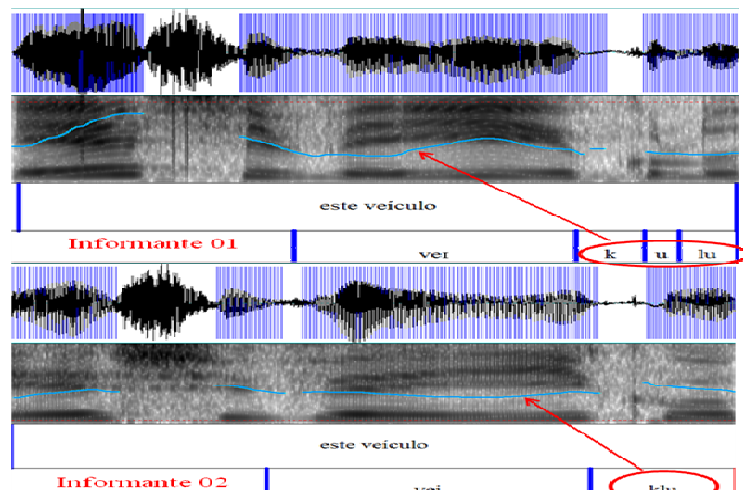 este veículo
Informante 01
vei k u lu
este veículo
Informante 02
vei klu